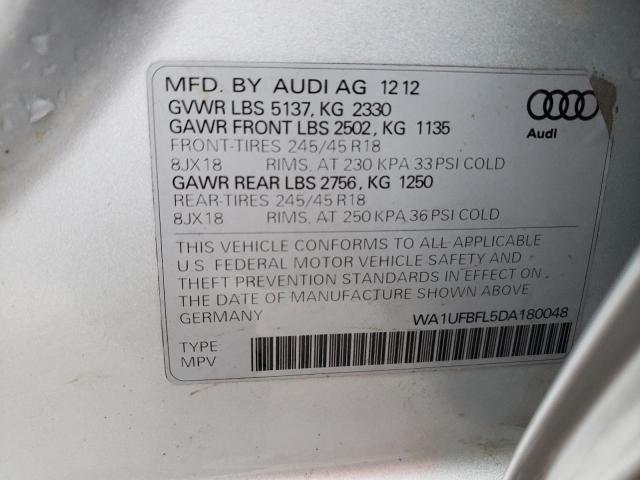 MFD. BY AUDI AG 12 12
GVWR LBS 5137, KG 2330
GAWR FRONT LBS 2502, KG 1135
FRONT-TIRES 245/45 R18
8JX18 RIMS, AT 230 KPA 33 PSI COLD
GAWR REAR LBS 2756, KG 1250
REAR-TIRES 245/45 R18
8JX18 RIMS, AT 250 KPA 36 PSI COLD
Audi
THIS VEHICLE CONFORMS TO ALL APPLICABLE
U.S. FEDERAL MOTOR VEHICLE SAFETY AND
THEFT PREVENTION STANDARDS IN EFFECT ON
THE DATE OF MANUFACTURE SHOWN ABOVE.
GERMANY WA1UFBFL5DA180048
TYPE:
MPV